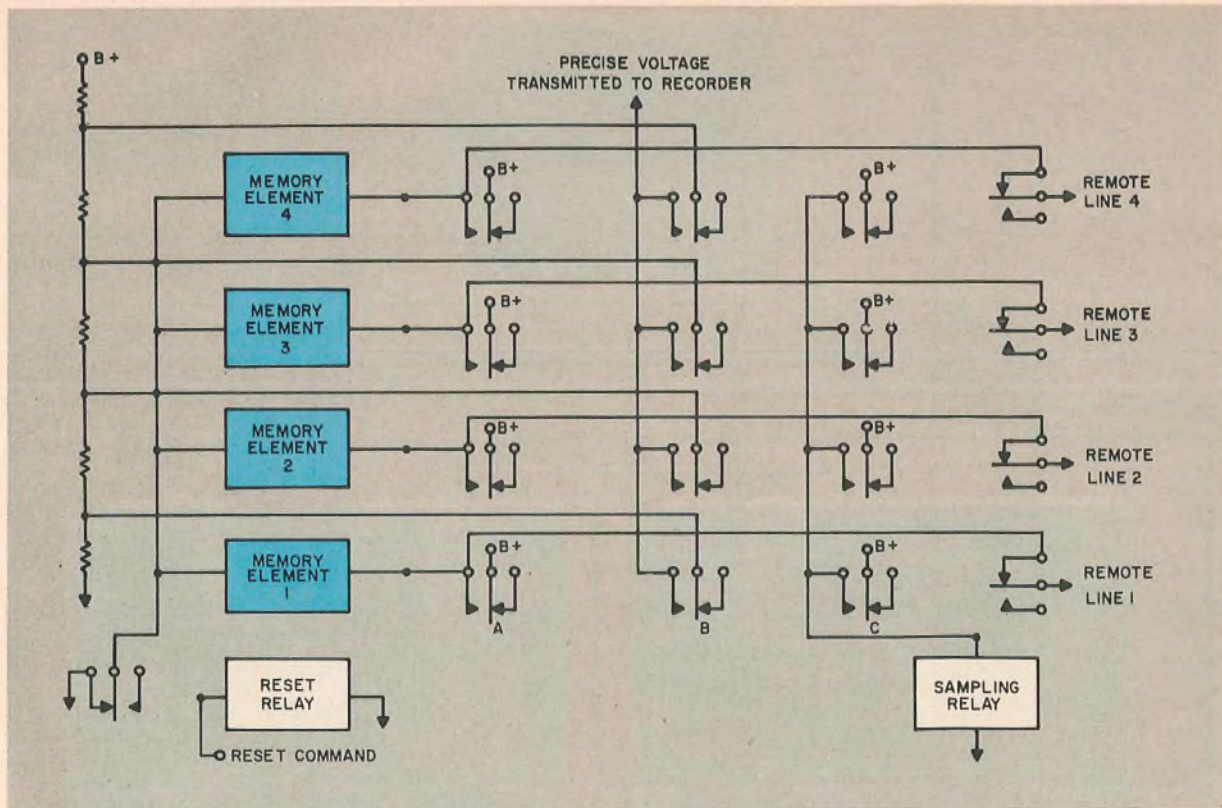 B+
PRECISE VOLTAGE
TRANSMITTED TO RECORDER
MEMORY
ELEMENT
4
B+
B+
REMOTE
LINE 4
MEMORY
ELEMENT
3
B+
B+
REMOTE
LINE 3
MEMORY
ELEMENT
2
B+
B+
REMOTE
LINE 2
MEMORY
ELEMENT
1
B+
B+
REMOTE
LINE 1
A
B
C
RESET
RELAY
SAMPLING
RELAY
RESET COMMAND